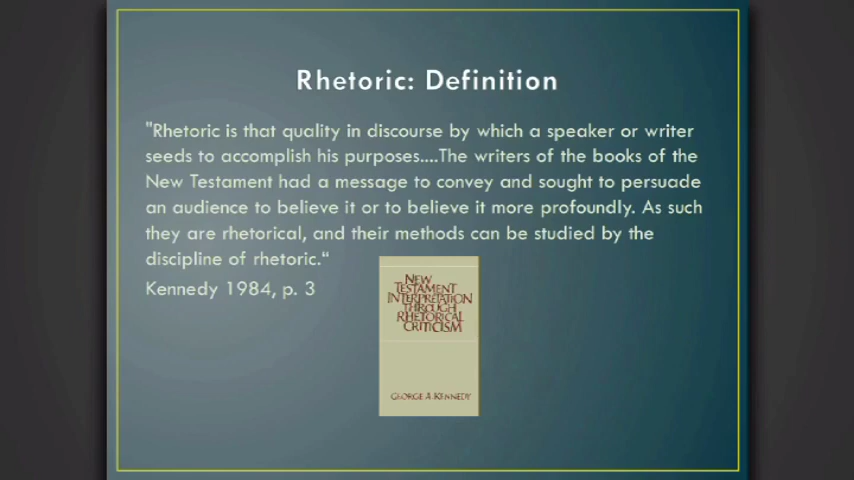 Rhetoric: Definition
"Rhetoric is that quality in discourse by which a speaker or writer
seeds to accomplish his purposes....The writers of the books of the
New Testament had a message to convey and sought to persuade
an audience to believe it or to believe it more profoundly. As such
they are rhetorical, and their methods can be studied by the
discipline of rhetoric.“
Kennedy 1984, p. 3
NEW
TESTAMENT
INTERPRETATION
THROUGH
RHETORICAL
CRITICISM
GEORGE A. KENNEDY